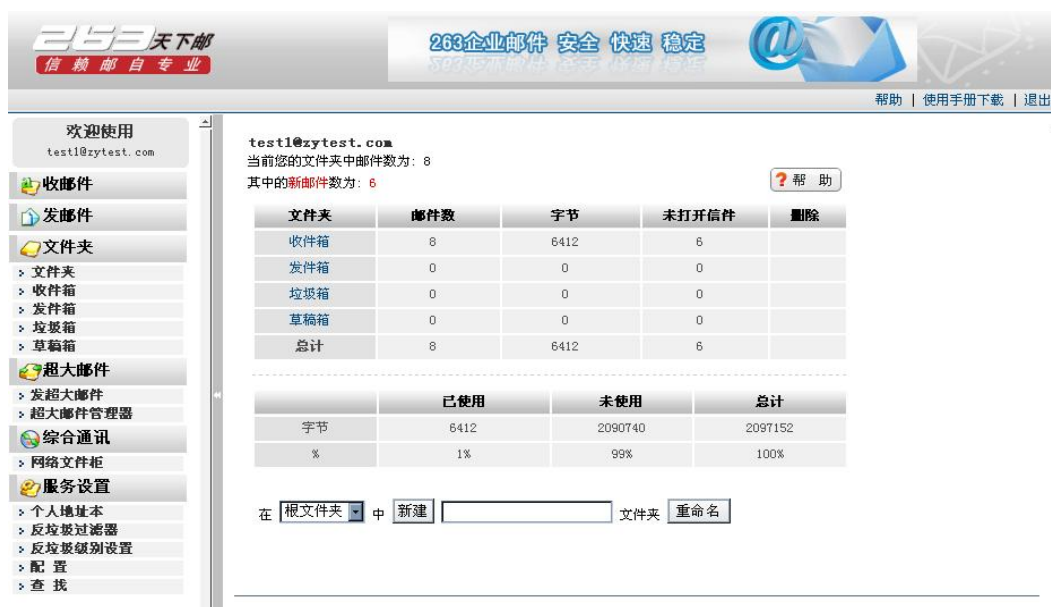 263天下邮
信赖邮自专业
263企业邮件 安全 快速 稳定
帮助 | 使用手册下载 | 退出
欢迎使用
test1@zytest.com
收邮件
发邮件
文件夹
文件夹
收件箱
发件箱
垃圾箱
草稿箱
超大邮件
发超大邮件
超大邮件管理器
综合通讯
网络文件柜
服务设置
个人地址本
反垃圾过滤器
反垃圾级别设置
配 置
查 找
test1@zytest.com
当前您的文件夹中邮件数为: 8
其中的新邮件数为: 6
? 帮 助
文件夹 邮件数 字节 未打开信件 删除
收件箱 8 6412 6
发件箱 0 0 0
垃圾箱 0 0 0
草稿箱 0 0 0
总计 8 6412 6
已使用 未使用 总计
字节 6412 2090740 2097152
% 1% 99% 100%
在 根文件夹 中 新建 文件夹 重命名